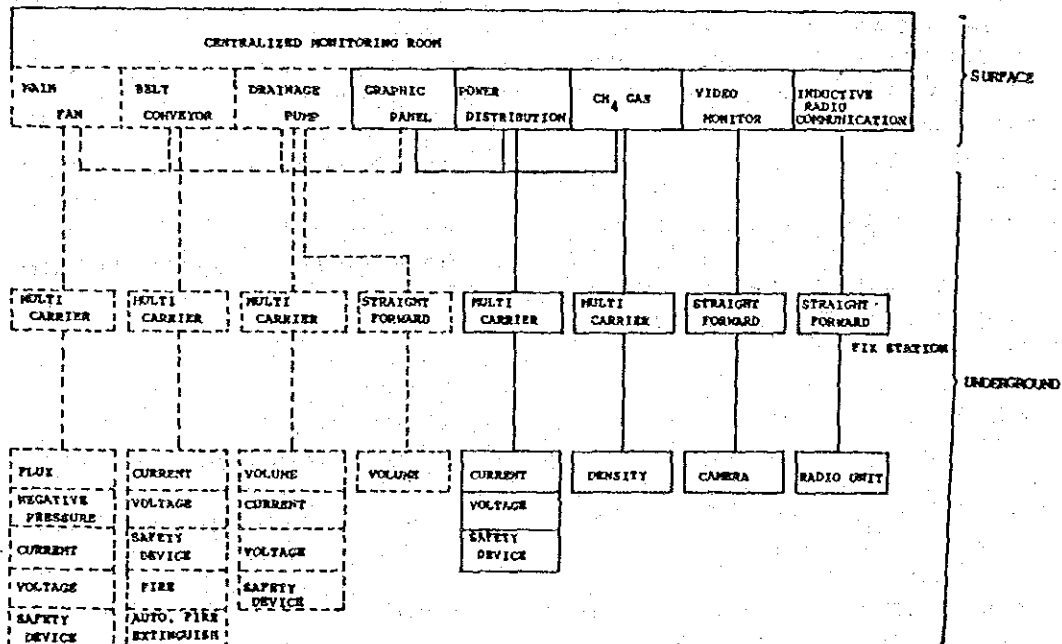 CENTRALIZED MONITORING ROOM
SURFACE
MAIN FAN
BELT CONVEYOR
DRAINAGE PUMP
GRAPHIC PANEL
POWER DISTRIBUTION
CH4 GAS
VIDEO MONITOR
INDUCTIVE RADIO COMMUNICATION
MULTI CARRIER
MULTI CARRIER
MULTI CARRIER
STRAIGHT FORWARD
MULTI CARRIER
MULTI CARRIER
STRAIGHT FORWARD
STRAIGHT FORWARD
FIX STATION
UNDERGROUND
FLUX
NEGATIVE PRESSURE
CURRENT
VOLTAGE
SAFETY DEVICE
CURRENT
VOLTAGE
SAFETY DEVICE
FIRE
AUTO. FIRE EXTINGUISH
VOLUME
CURRENT
VOLTAGE
SAFETY DEVICE
VOLUME
CURRENT
VOLTAGE
SAFETY DEVICE
DENSITY
CAMERA
RADIO UNIT